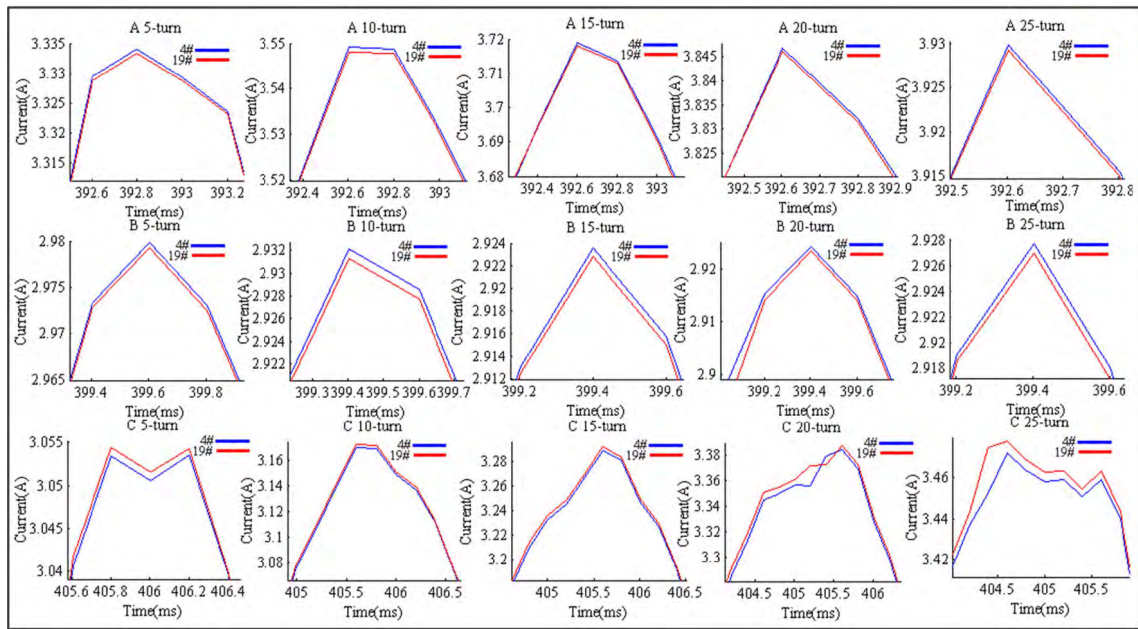 A 5-turn
4#
19#
Current(A)
3.335
3.33
3.325
3.32
3.315
392.6 392.8 393 393.2
Time(ms)
A 10-turn
4#
19#
Current(A)
3.55
3.54
3.53
3.52
392.4 392.6 392.8 393
Time(ms)
A 15-turn
4#
19#
Current(A)
3.72
3.71
3.7
3.69
3.68
392.4 392.6 392.8 393
Time(ms)
A 20-turn
4#
19#
Current(A)
3.845
3.84
3.835
3.83
3.825
392.5 392.6 392.7 392.8 392.9
Time(ms)
A 25-turn
4#
19#
Current(A)
3.93
3.925
3.92
3.915
392.5 392.6 392.7 392.8
Time(ms)
B 5-turn
4#
19#
Current(A)
2.98
2.975
2.97
2.965
399.4 399.6 399.8
Time(ms)
B 10-turn
4#
19#
Current(A)
2.932
2.93
2.928
2.926
2.924
2.922
399.3 399.4 399.5 399.6 399.7
Time(ms)
B 15-turn
4#
19#
Current(A)
2.924
2.922
2.92
2.918
2.916
2.914
2.912
399.2 399.4 399.6
Time(ms)
B 20-turn
4#
19#
Current(A)
2.92
2.91
2.9
399.2 399.4 399.6
Time(ms)
B 25-turn
4#
19#
Current(A)
2.928
2.926
2.924
2.922
2.92
2.918
399.2 399.4 399.6
Time(ms)
C 5-turn
4#
19#
Current(A)
3.055
3.05
3.045
3.04
405.6 405.8 406 406.2 406.4
Time(ms)
C 10-turn
4#
19#
Current(A)
3.16
3.14
3.12
3.1
3.08
405 405.5 406 406.5
Time(ms)
C 15-turn
4#
19#
Current(A)
3.28
3.26
3.24
3.22
3.2
405 405.5 406 406.5
Time(ms)
C 20-turn
4#
19#
Current(A)
3.38
3.36
3.34
3.32
3.3
404.5 405 405.5 406
Time(ms)
C 25-turn
4#
19#
Current(A)
3.46
3.44
3.42
404.5 405 405.5
Time(ms)